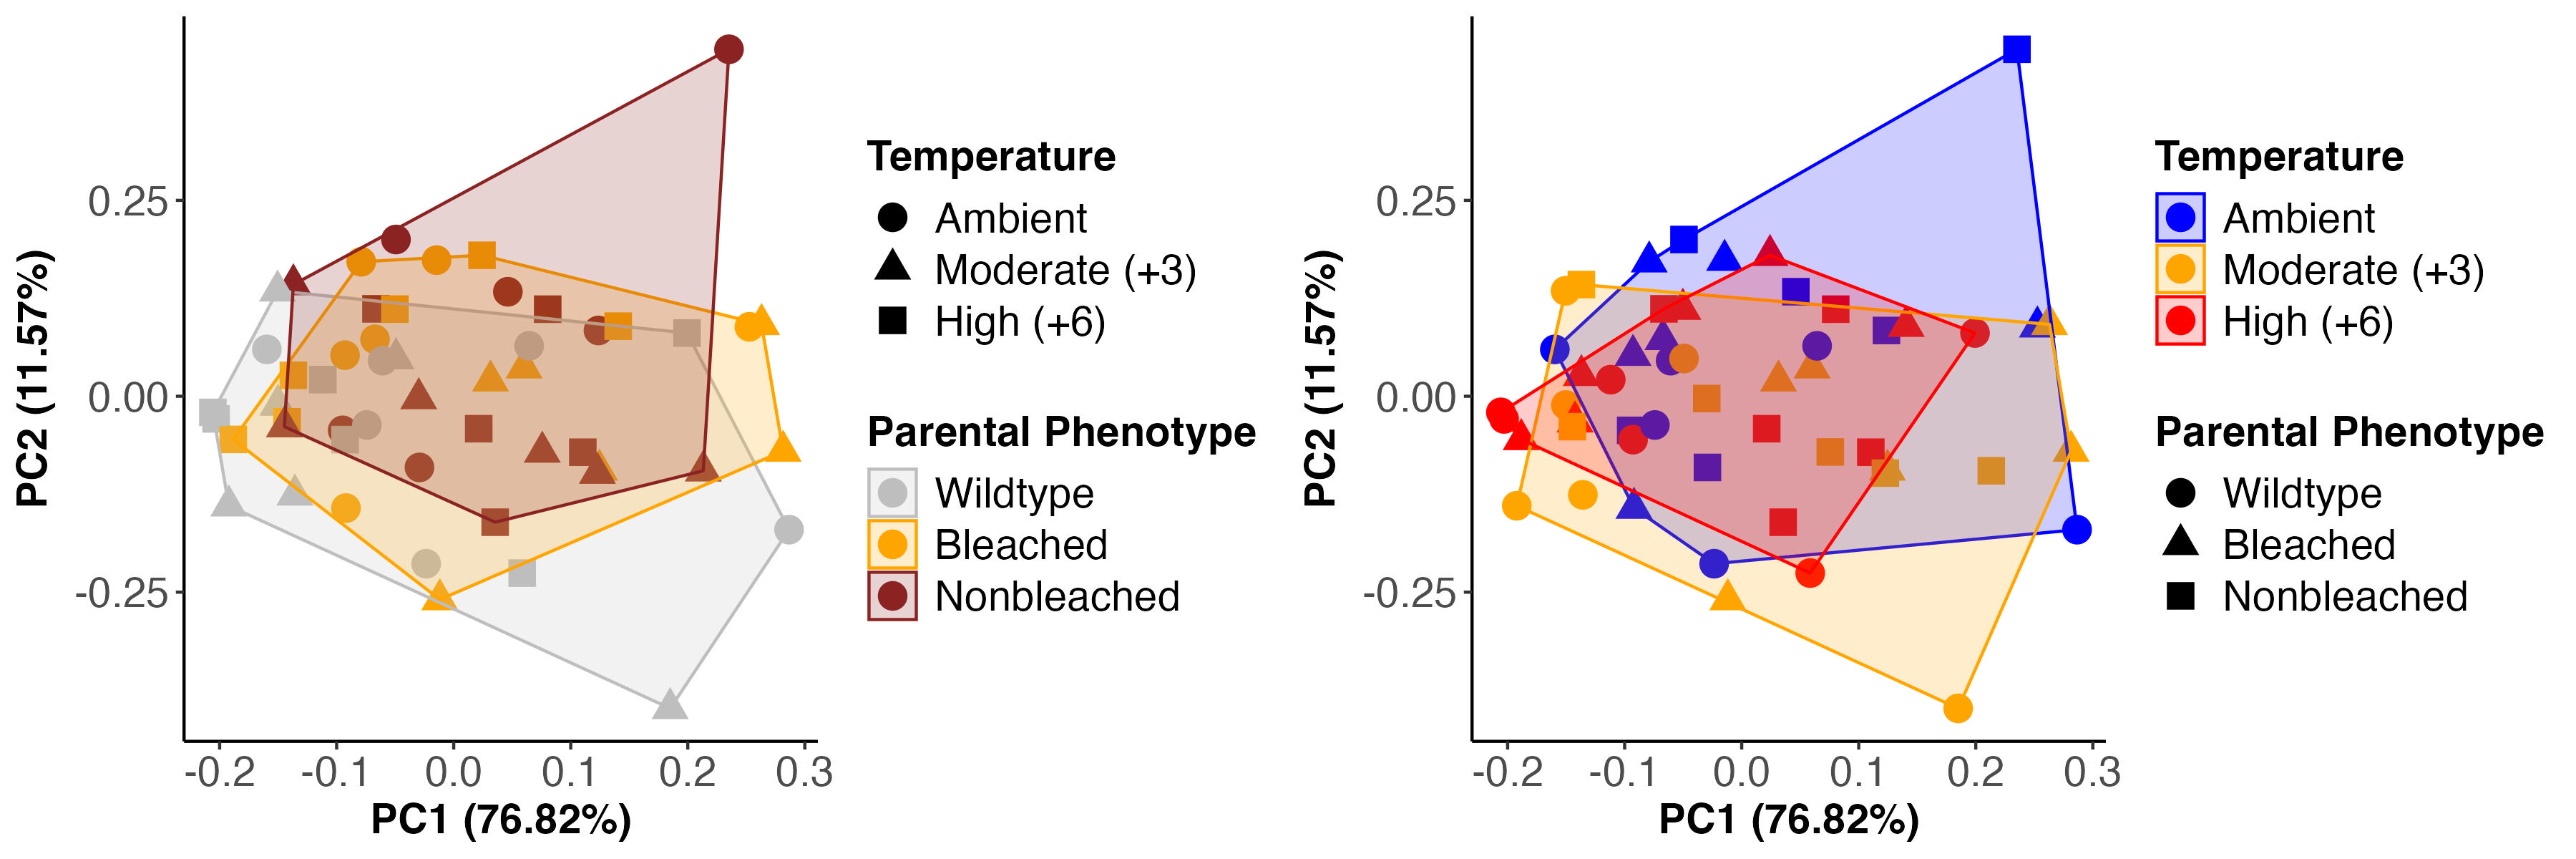 Temperature
Ambient
Moderate (+3)
High (+6)
Parental Phenotype
Wildtype
Bleached
Nonbleached
0.25
0.00
-0.25
PC2 (11.57%)
-0.2 -0.1 0.0 0.1 0.2 0.3
PC1 (76.82%)
Temperature
Ambient
Moderate (+3)
High (+6)
Parental Phenotype
Wildtype
Bleached
Nonbleached
0.25
0.00
-0.25
PC2 (11.57%)
-0.2 -0.1 0.0 0.1 0.2 0.3
PC1 (76.82%)